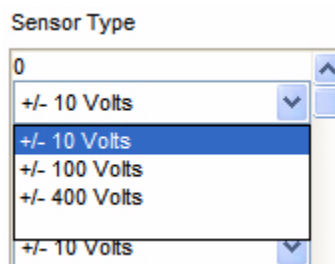 Sensor Type
0
+/- 10 Volts
+/- 10 Volts
+/- 100 Volts
+/- 400 Volts
+/- 10 Volts